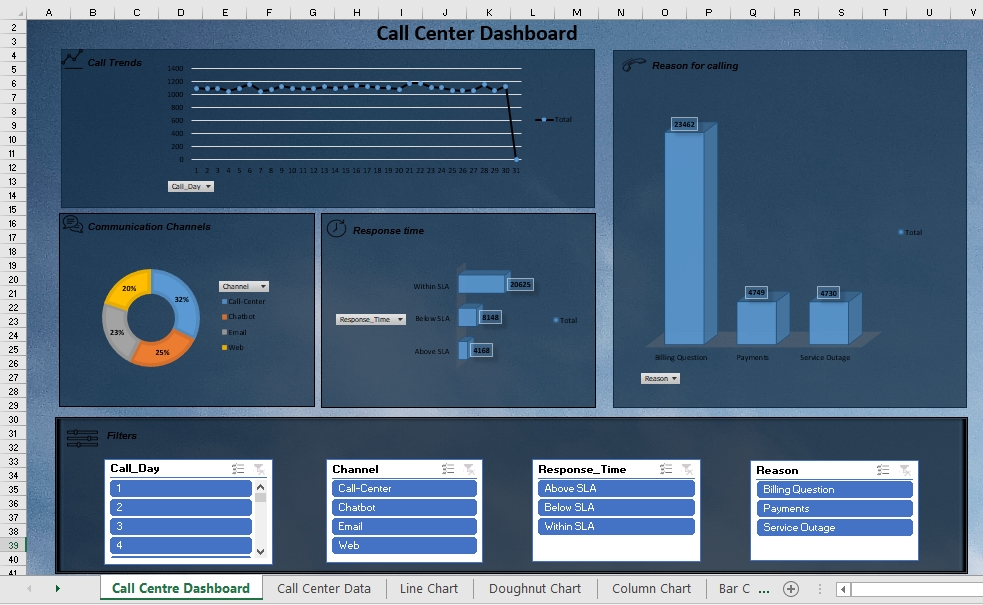 A B C D E F G H I J K L M N O P Q R S T U V
2
3
4
5
6
7
8
9
10
11
12
13
14
15
16
17
18
19
20
21
22
23
24
25
26
27
28
29
30
31
32
33
34
35
36
37
38
39
40
41
Call Center Dashboard
Call Trends
1400
1200
1000
800
600
400
200
0
1 2 3 4 5 6 7 8 9 10 11 12 13 14 15 16 17 18 19 20 21 22 23 24 25 26 27 28 29 30 31
Total
Call_Day
Reason for calling
23462
4749
4730
Total
Billing Question Payments Service Outage
Reason
Communication Channels
20%
32%
23%
25%
Channel
Call-Center
Chatbot
Email
Web
Response time
Within SLA 20625
Below SLA 8148
Above SLA 4168
Response_Time
Total
Filters
Call_Day
1
2
3
4
Channel
Call-Center
Chatbot
Email
Web
Response_Time
Above SLA
Below SLA
Within SLA
Reason
Billing Question
Payments
Service Outage
Call Centre Dashboard Call Center Data Line Chart Doughnut Chart Column Chart Bar C ...